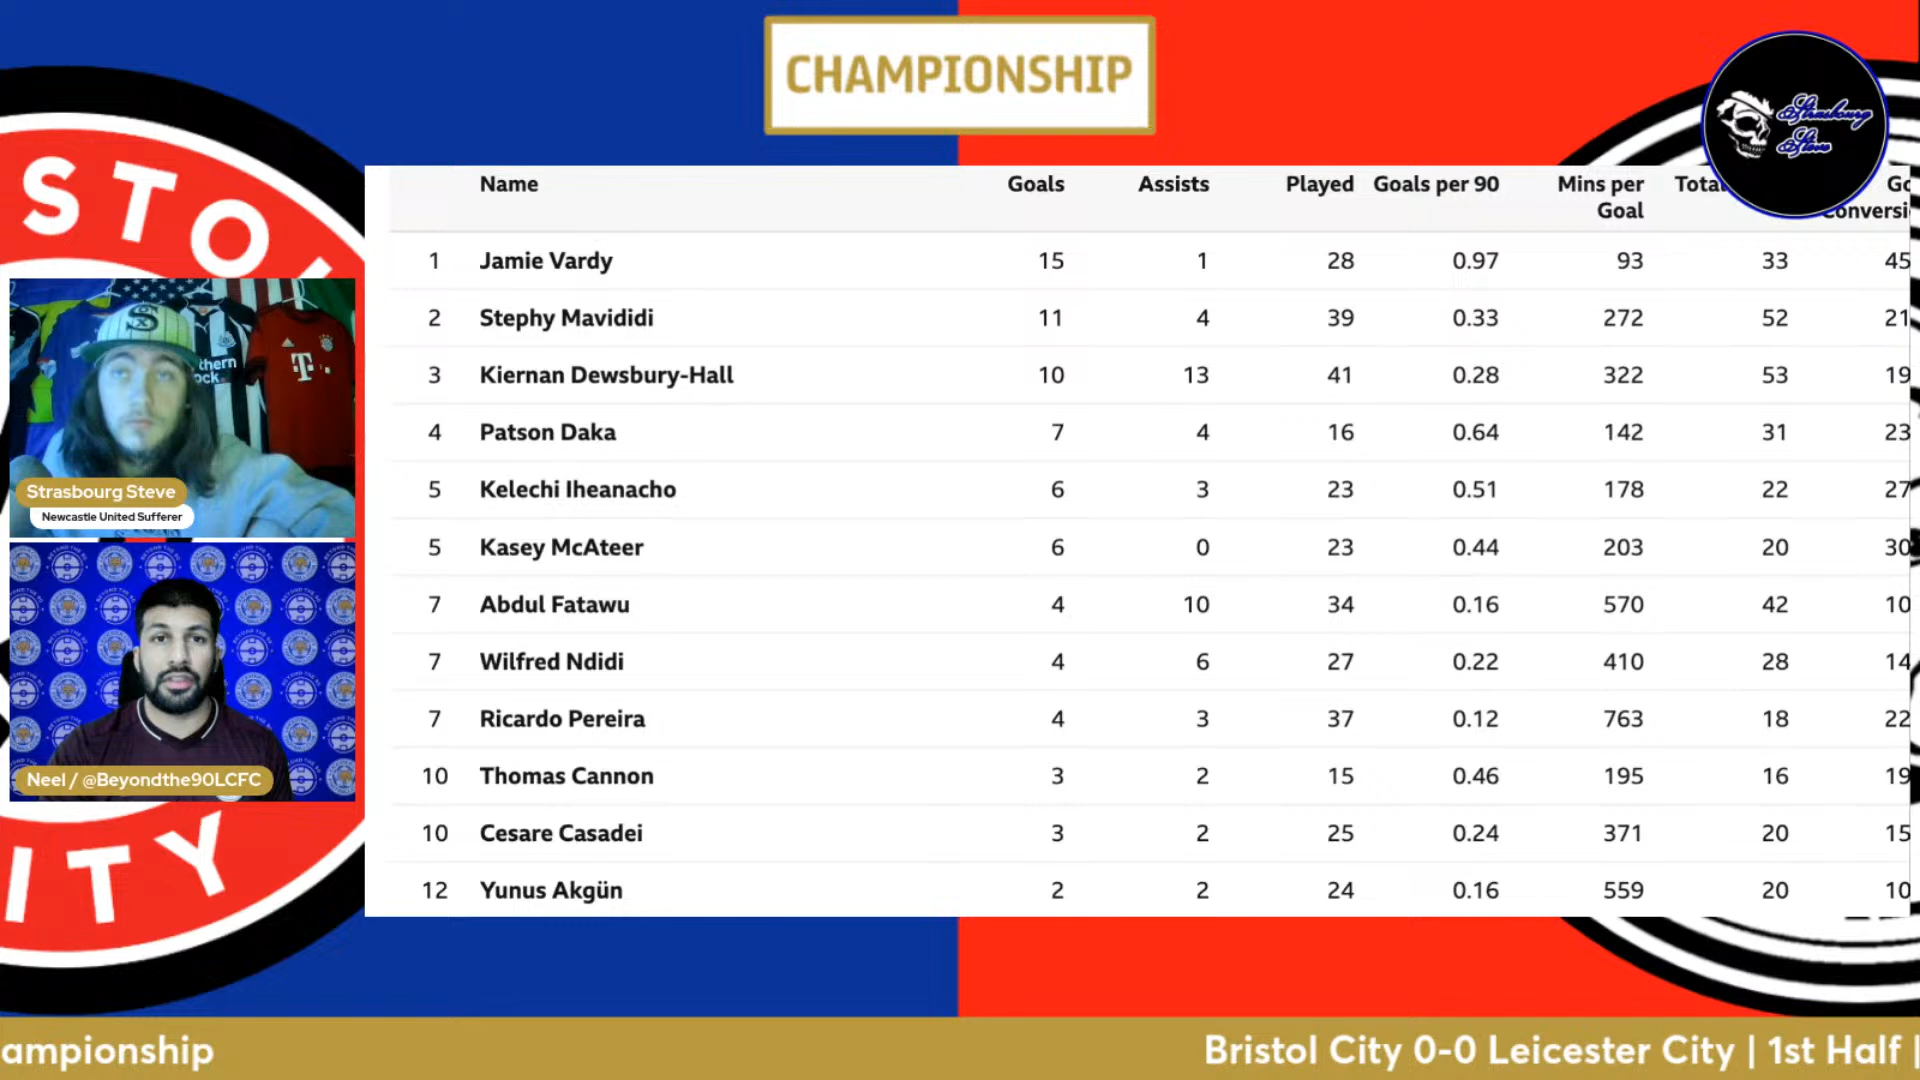 CHAMPIONSHIP
Strasbourg
Steve
STOL
ITY
Name Goals Assists Played Goals per 90 Mins per Goal
1 Jamie Vardy 15 1 28 0.97 93 33 45
2 Stephy Mavididi 11 4 39 0.33 272 52 21
3 Kiernan Dewsbury-Hall 10 13 41 0.28 322 53 19
4 Patson Daka 7 4 16 0.64 142 31 23
5 Kelechi Iheanacho 6 3 23 0.51 178 22 27
5 Kasey McAteer 6 0 23 0.44 203 20 30
7 Abdul Fatawu 4 10 34 0.16 570 42 10
7 Wilfred Ndidi 4 6 27 0.22 410 28 14
7 Ricardo Pereira 4 3 37 0.12 763 18 22
10 Thomas Cannon 3 2 15 0.46 195 16 19
10 Cesare Casadei 3 2 25 0.24 371 20 15
12 Yunus Akgün 2 2 24 0.16 559 20 10
thern
ock.
T
Strasbourg Steve
Newcastle United Sufferer
Neel / @Beyondthe90LCFC
ampionship
Bristol City 0-0 Leicester City | 1st Half |